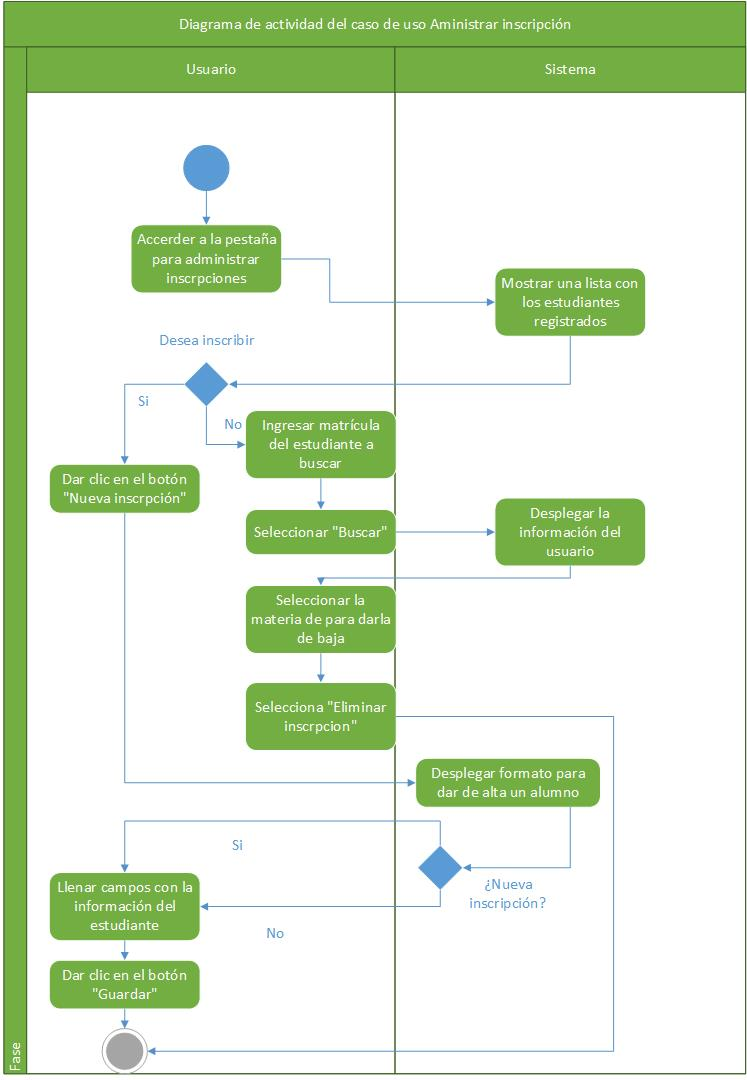 Diagrama de actividad del caso de uso Aministrar inscripción
Usuario
Sistema
Accerder a la pestaña
para administrar
inscrpciones
Mostrar una lista con
los estudiantes
registrados
Desea inscribir
Si
No
Ingresar matrícula
del estudiante a
buscar
Dar clic en el botón
"Nueva inscrpción"
Seleccionar "Buscar"
Desplegar la
información del
usuario
Seleccionar la
materia de para darla
de baja
Selecciona "Eliminar
inscrpcion"
Desplegar formato para
dar de alta un alumno
Si
¿Nueva
inscripción?
Llenar campos con la
información del
estudiante
No
Dar clic en el botón
"Guardar"
Fase